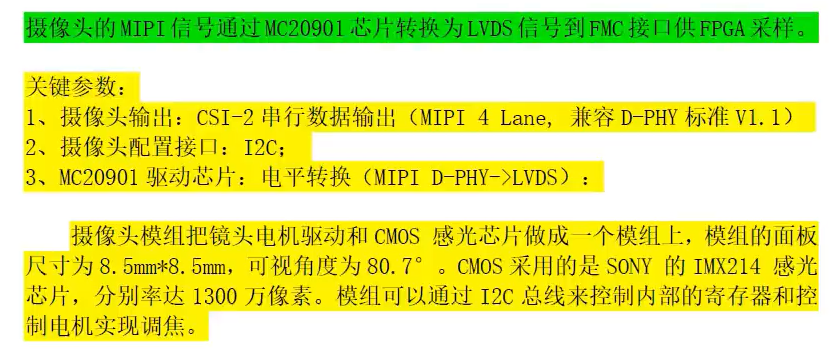 摄像头的MIPI信号通过MC20901芯片转换为LVDS信号到FMC接口供FPGA采样。
关键参数：
1、摄像头输出：CSI-2串行数据输出（MIPI 4 Lane, 兼容D-PHY标准V1.1）
2、摄像头配置接口：I2C；
3、MC20901驱动芯片：电平转换（MIPI D-PHY->LVDS）：
摄像头模组把镜头电机驱动和CMOS 感光芯片做成一个模组上，模组的面板
尺寸为8.5mm*8.5mm，可视角度为80.7°。CMOS采用的是SONY 的IMX214 感光
芯片，分别率达1300万像素。模组可以通过I2C总线来控制内部的寄存器和控
制电机实现调焦。